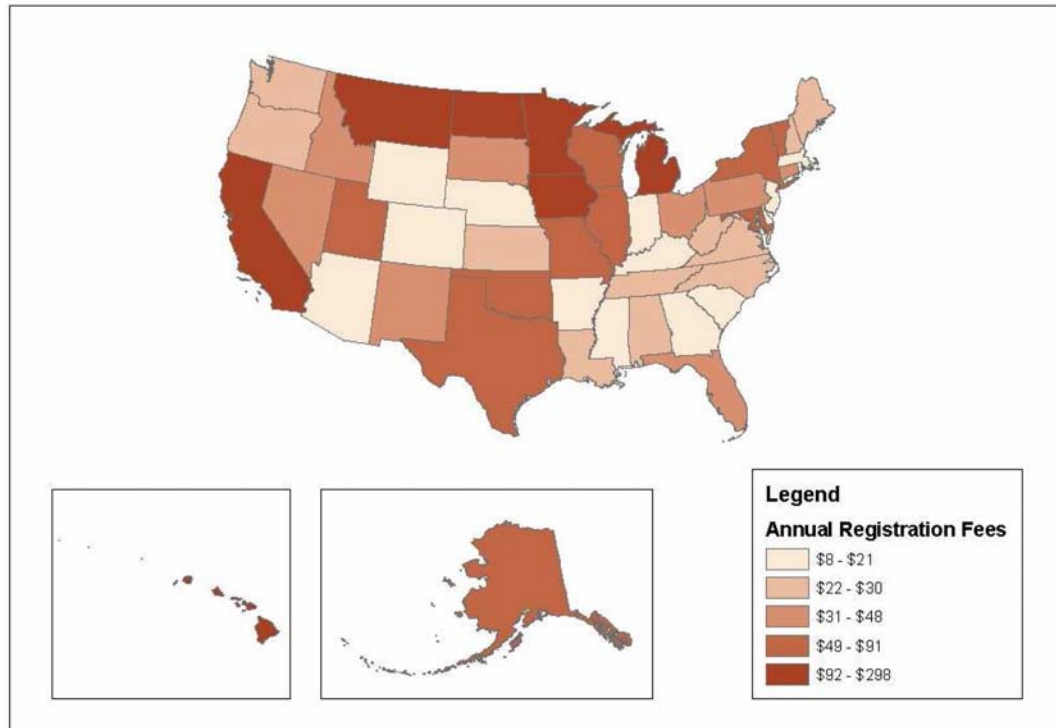 Legend
Annual Registration Fees
$8 - $21
$22 - $30
$31 - $48
$49 - $91
$92 - $298